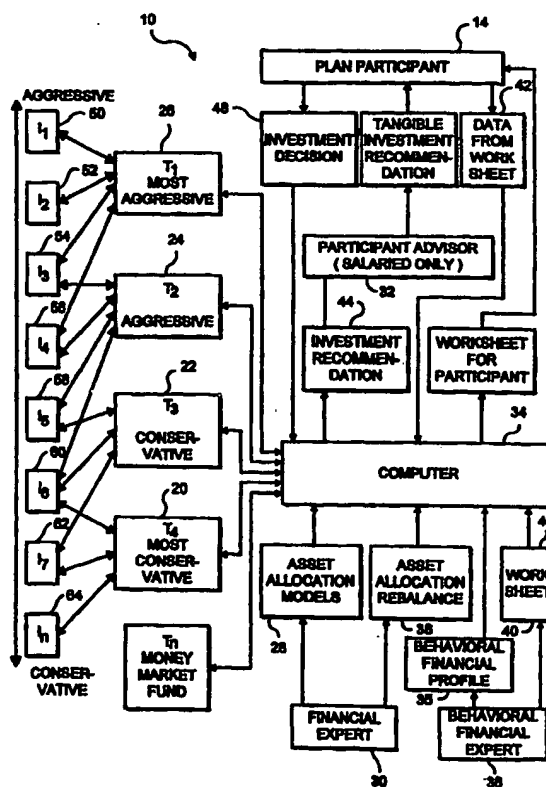 10
14
PLAN PARTICIPANT
42
48
INVESTMENT
DECISION
TANGIBLE
INVESTMENT
RECOMMEN-
DATION
DATA
FROM
WORK
SHEET
AGGRESSIVE
50
I1
52
I2
54
I3
56
I4
58
I5
60
I6
62
I7
64
In
CONSER-
VATIVE
26
T1
MOST
AGGRESSIVE
24
T2
AGGRESSIVE
22
T3
CONSER-
VATIVE
20
T4
MOST
CONSER-
VATIVE
Tn
MONEY
MARKET
FUND
PARTICIPANT ADVISOR
( SALARIED ONLY )
32
44
INVESTMENT
RECOMMEN-
DATION
WORKSHEET
FOR
PARTICIPANT
34
COMPUTER
ASSET
ALLOCATION
MODELS
28
ASSET
ALLOCATION
REBALANCE
38
WORK
SHEET
40
BEHAVIORAL
FINANCIAL
PROFILE
35
FINANCIAL
EXPERT
30
BEHAVIORAL
FINANCIAL EXPERT